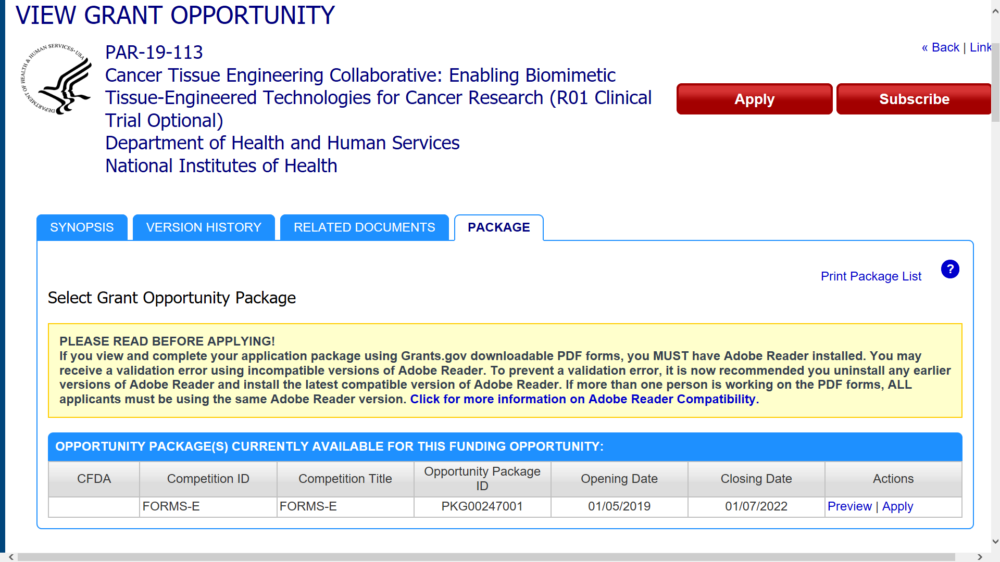 VIEW GRANT OPPORTUNITY
DEPARTMENT OF HEALTH & HUMAN SERVICES • USA
PAR-19-113
« Back | Link
Cancer Tissue Engineering Collaborative: Enabling Biomimetic
Tissue-Engineered Technologies for Cancer Research (R01 Clinical
Trial Optional)
Department of Health and Human Services
National Institutes of Health
Apply
Subscribe
SYNOPSIS
VERSION HISTORY
RELATED DOCUMENTS
PACKAGE
Print Package List
?
Select Grant Opportunity Package
PLEASE READ BEFORE APPLYING!
If you view and complete your application package using Grants.gov downloadable PDF forms, you MUST have Adobe Reader installed. You may
receive a validation error using incompatible versions of Adobe Reader. To prevent a validation error, it is now recommended you uninstall any earlier
versions of Adobe Reader and install the latest compatible version of Adobe Reader. If more than one person is working on the PDF forms, ALL
applicants must be using the same Adobe Reader version. Click for more information on Adobe Reader Compatibility.
OPPORTUNITY PACKAGE(S) CURRENTLY AVAILABLE FOR THIS FUNDING OPPORTUNITY:
CFDA
Competition ID
Competition Title
Opportunity Package
ID
Opening Date
Closing Date
Actions
FORMS-E
FORMS-E
PKG00247001
01/05/2019
01/07/2022
Preview | Apply